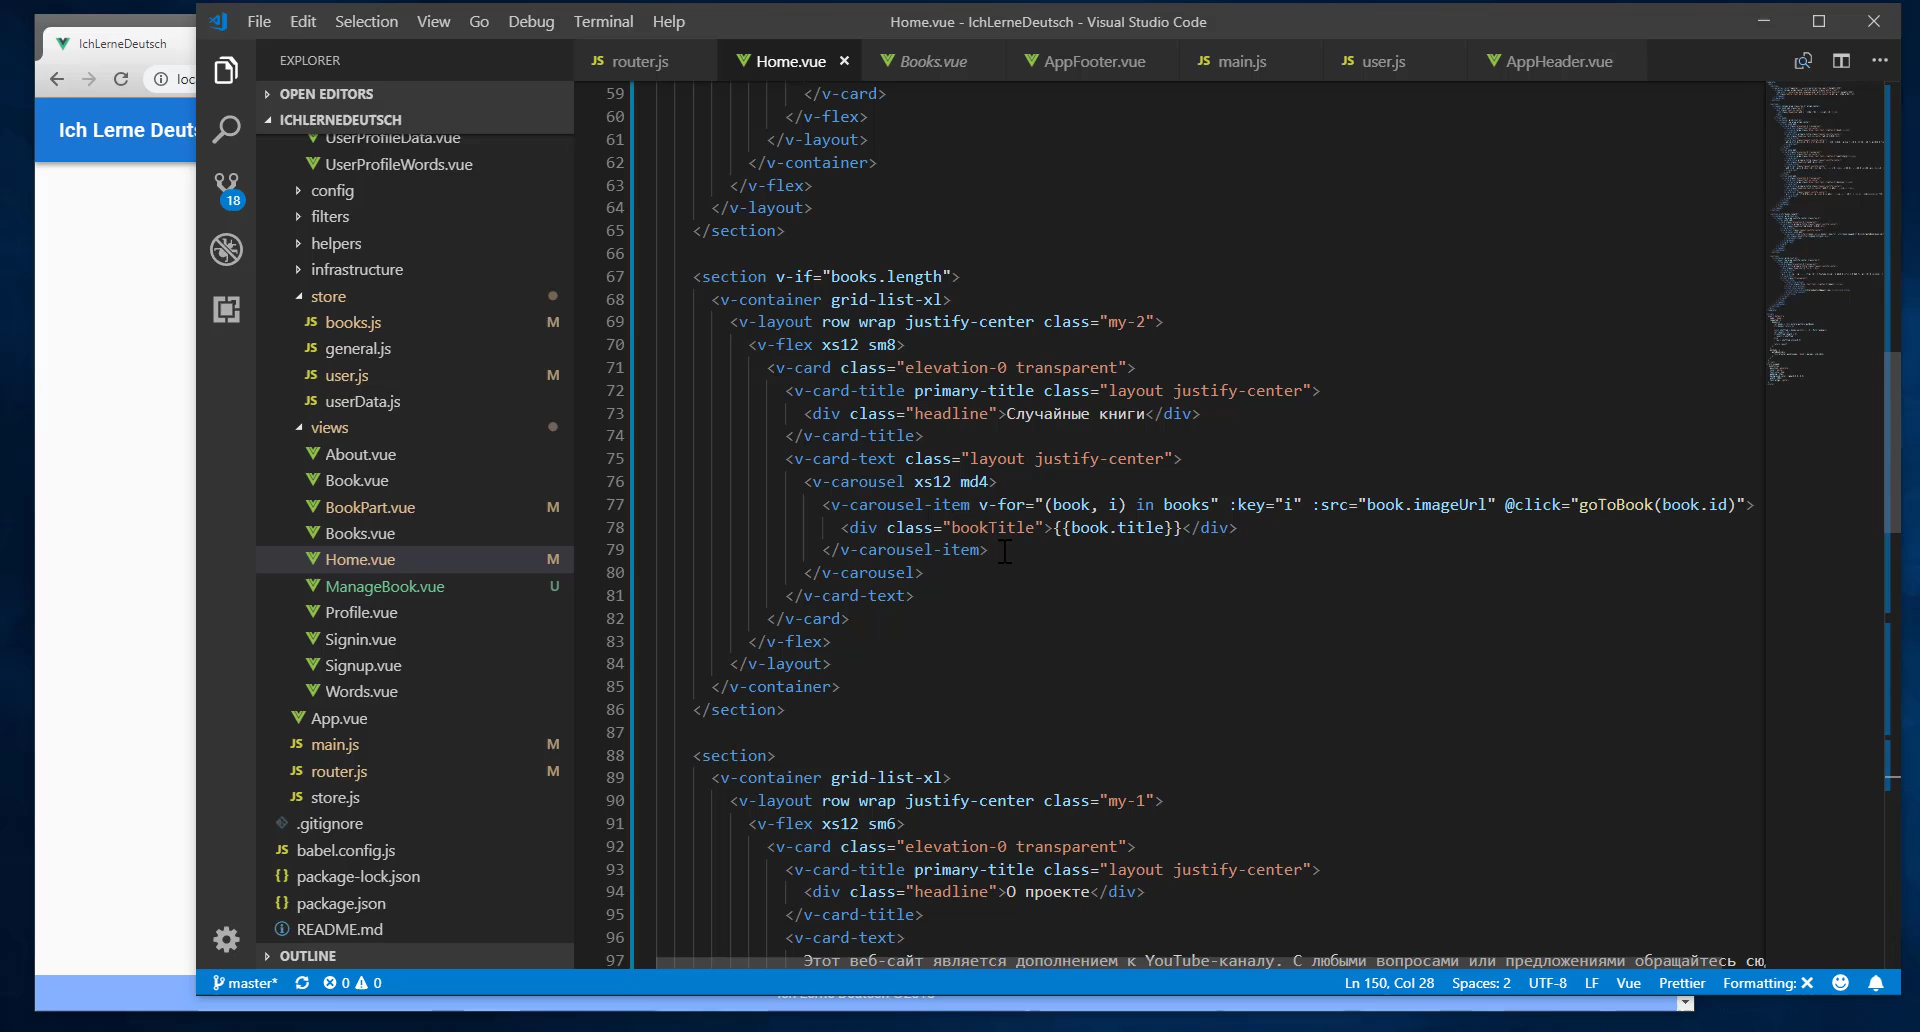 IchLerneDeutsch
loc
Ich Lerne Deuts
File Edit Selection View Go Debug Terminal Help
Home.vue - IchLerneDeutsch - Visual Studio Code
EXPLORER
JS router.js
Home.vue
Books.vue
AppFooter.vue
JS main.js
JS user.js
AppHeader.vue
OPEN EDITORS
ICHLERNEDEUTSCH
UserProfileData.vue
UserProfileWords.vue
config
filters
helpers
infrastructure
store
JS books.js M
JS general.js
JS user.js M
JS userData.js
views
About.vue
Book.vue
BookPart.vue
Books.vue
Home.vue M
ManageBook.vue U
Profile.vue
Signin.vue
Signup.vue
Words.vue
App.vue
JS main.js M
JS router.js M
JS store.js
.gitignore
JS babel.config.js
{} package-lock.json
{} package.json
README.md
OUTLINE
18
59 </v-card>
60 </v-flex>
61 </v-layout>
62 </v-container>
63 </v-flex>
64 </v-layout>
65 </section>
66
67 <section v-if="books.length">
68 <v-container grid-list-xl>
69 <v-layout row wrap justify-center class="my-2">
70 <v-flex xs12 sm8>
71 <v-card class="elevation-0 transparent">
72 <v-card-title primary-title class="layout justify-center">
73 <div class="headline">Случайные книги</div>
74 </v-card-title>
75 <v-card-text class="layout justify-center">
76 <v-carousel xs12 md4>
77 <v-carousel-item v-for="(book, i) in books" :key="i" :src="book.imageUrl" @click="goToBook(book.id)">
78 <div class="bookTitle">{{book.title}}</div>
79 </v-carousel-item>
80 </v-carousel>
81 </v-card-text>
82 </v-card>
83 </v-flex>
84 </v-layout>
85 </v-container>
86 </section>
87
88 <section>
89 <v-container grid-list-xl>
90 <v-layout row wrap justify-center class="my-1">
91 <v-flex xs12 sm6>
92 <v-card class="elevation-0 transparent">
93 <v-card-title primary-title class="layout justify-center">
94 <div class="headline">О проекте</div>
95 </v-card-title>
96 <v-card-text>
97 Этот веб-сайт является дополнением к YouTube-каналу. С любыми вопросами или предложениями обращайтесь сю
master* 0 0
Ln 150, Col 28 Spaces: 2 UTF-8 LF Vue Prettier Formatting: ✕